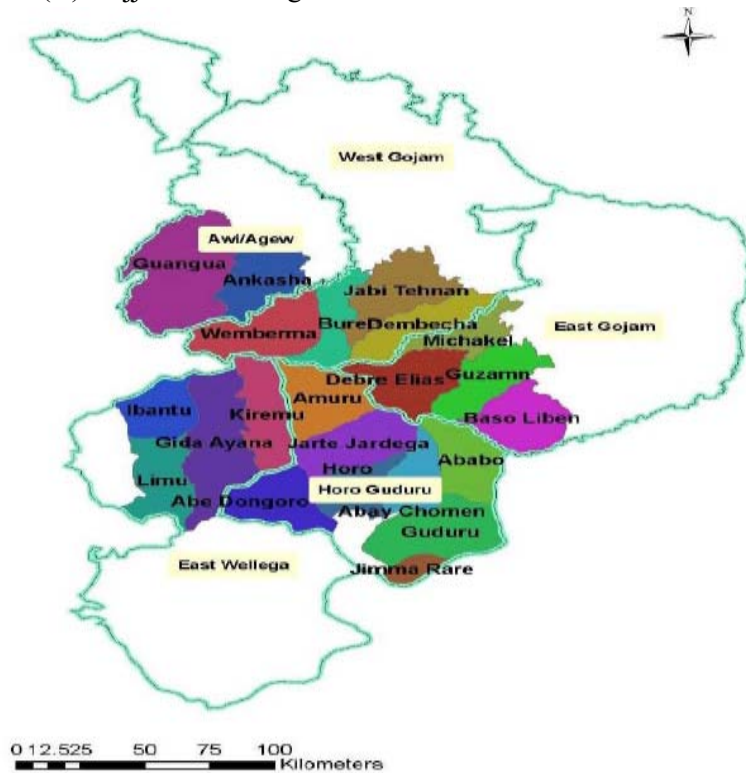 N
West Gojam
Awi/Agew
Guangua
Ankasha
Jabi Tehnan
Bure
Dembecha
East Gojam
Wemberma
Michakel
Debre Elias
Guzamn
Amuru
Ibantu
Kiremu
Baso Liben
Gida Ayana
Jarte Jardega
Ababo
Horo
Limu
Horo Guduru
Abe Dongoro
Abay Chomen
Guduru
East Wellega
Jimma Rare
0 12.525 50 75 100
Kilometers